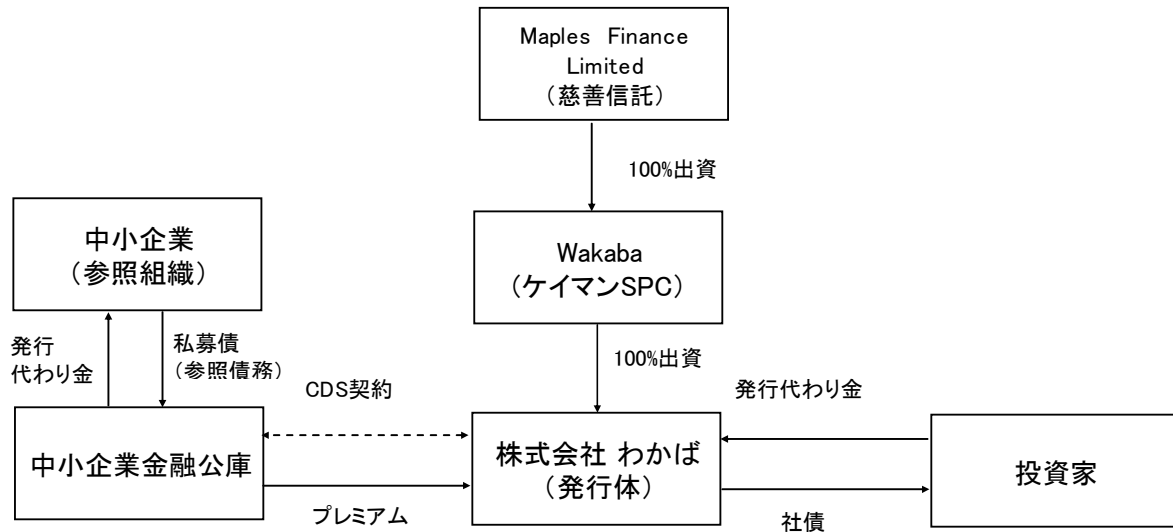 Maples Finance
Limited
（慈善信託）
100%出資
中小企業
（参照組織）
Wakaba
（ケイマンSPC）
発行
代わり金
私募債
（参照債務）
100%出資
CDS契約
発行代わり金
中小企業金融公庫
株式会社 わかば
（発行体）
投資家
プレミアム
社債